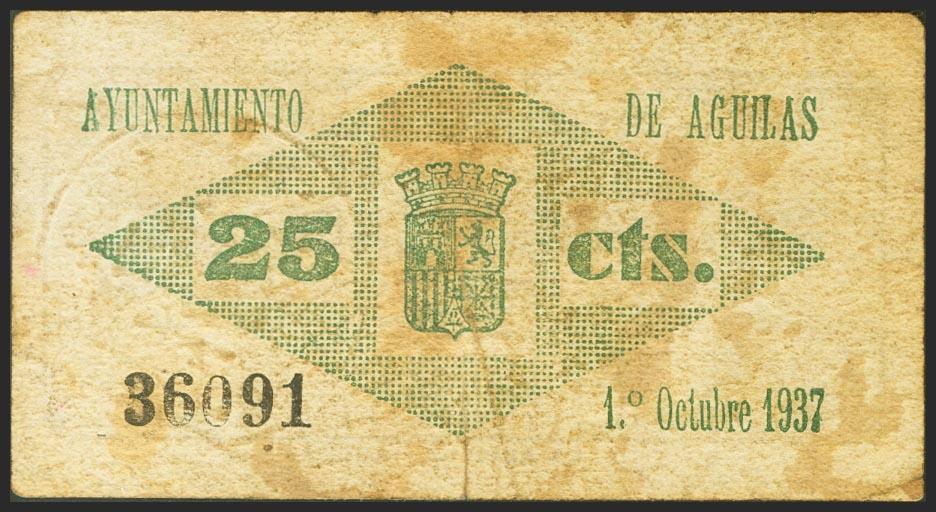 AYUNTAMIENTO DE AGUILAS
25 cts.
36091
1.º Octubre 1937